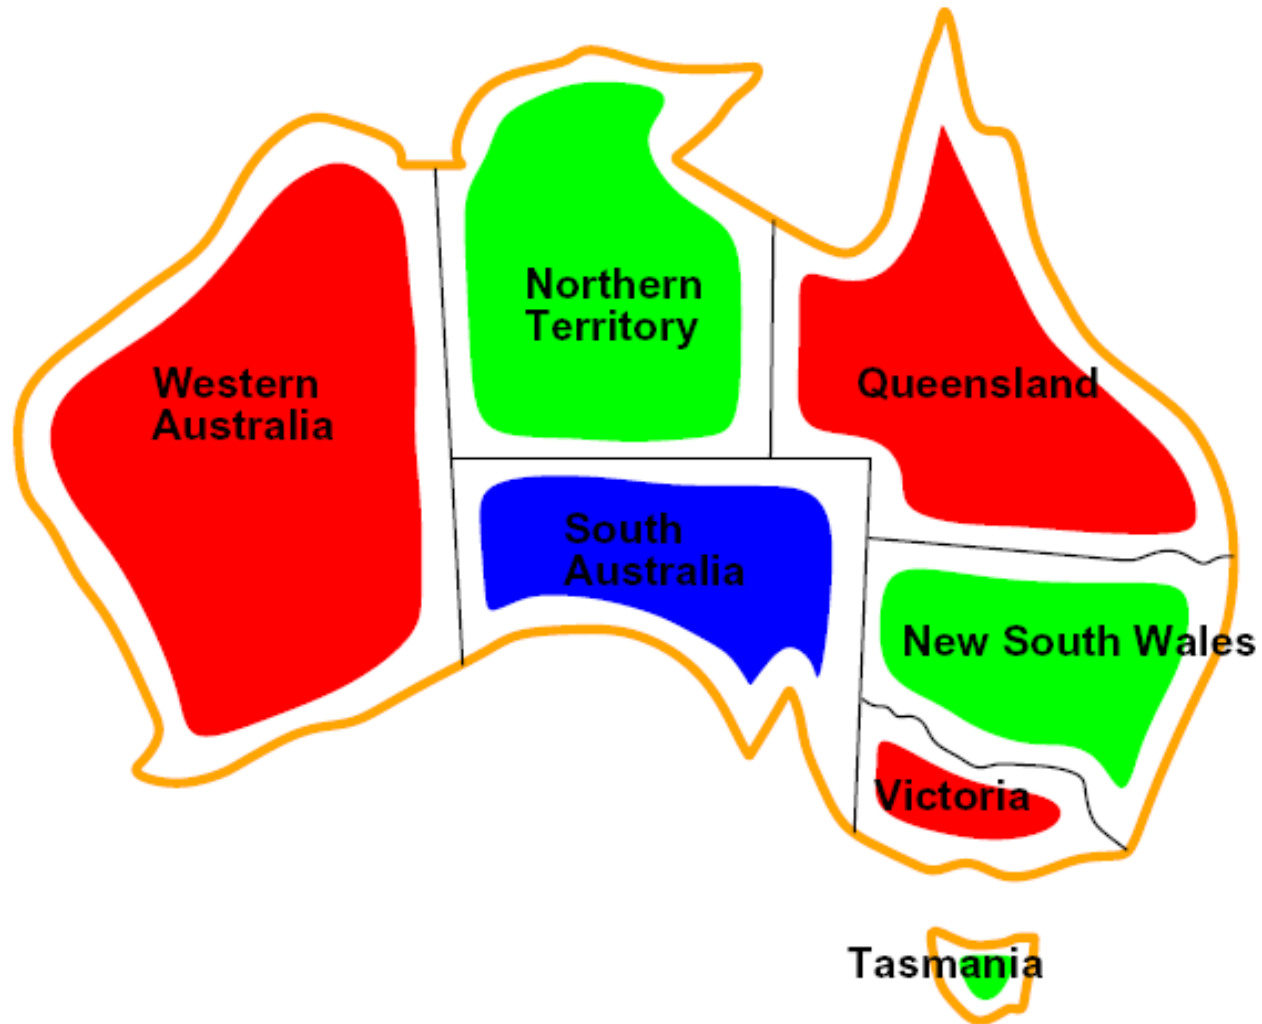 Northern
Territory
Western
Australia
Queensland
South
Australia
New South Wales
Victoria
Tasmania